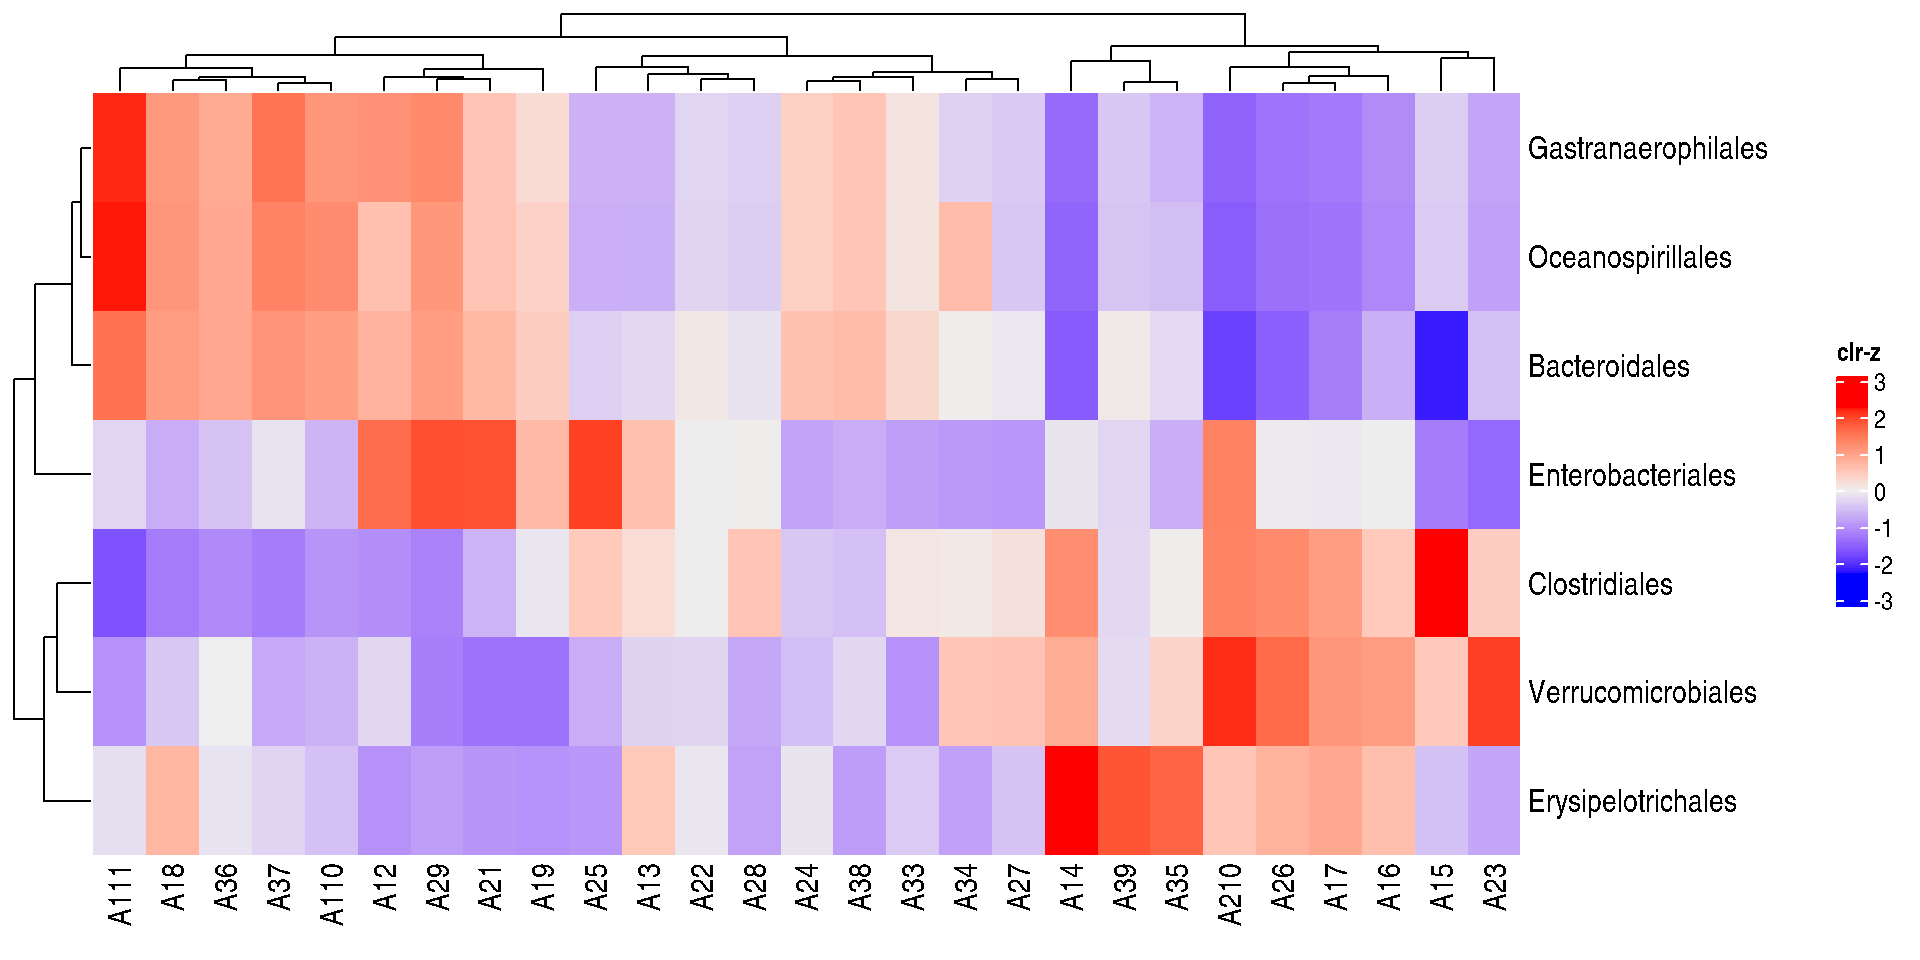 Gastranaerophilales
Oceanospirillales
Bacteroidales
Enterobacteriales
Clostridiales
Verrucomicrobiales
Erysipelotrichales
clr-z
3
2
1
0
-1
-2
-3
A111 A18 A36 A37 A110 A12 A29 A21 A19 A25 A13 A22 A28 A24 A38 A33 A34 A27 A14 A39 A35 A210 A26 A17 A16 A15 A23